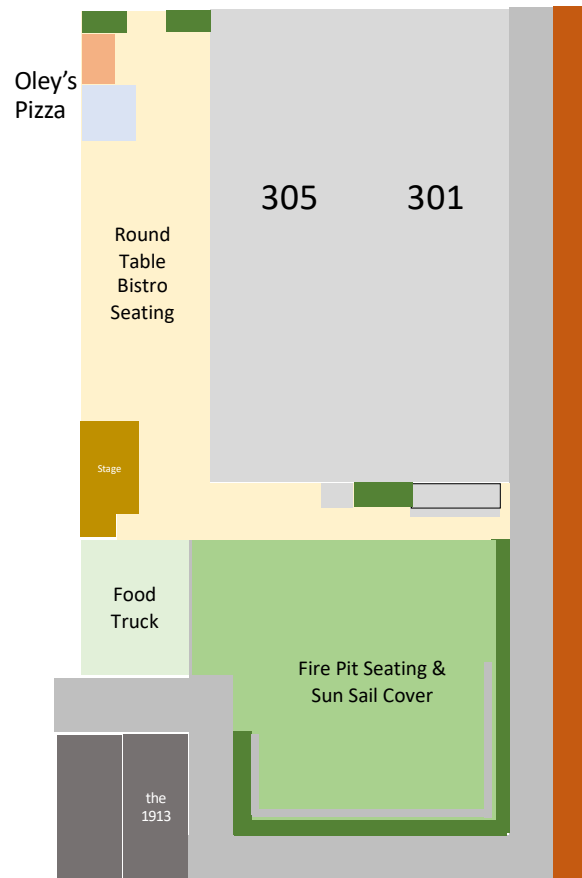 Oley's
Pizza
305
301
Round
Table
Bistro
Seating
Stage
Food
Truck
Fire Pit Seating &
Sun Sail Cover
the
1913